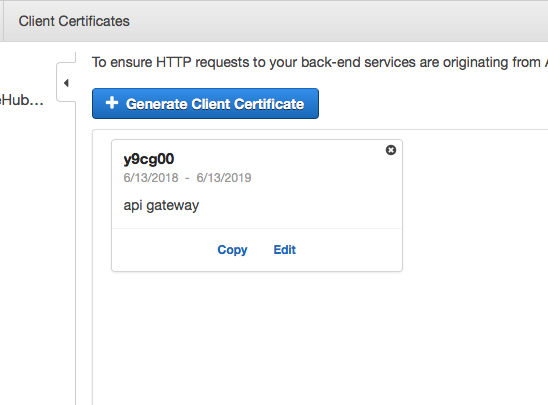 Client Certificates
To ensure HTTP requests to your back-end services are originating from A
eHub...
+ Generate Client Certificate
y9cg00
6/13/2018 - 6/13/2019
api gateway
Copy Edit